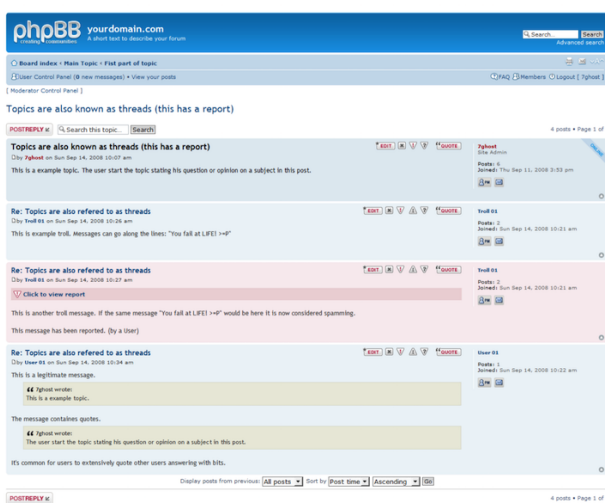 phpBB
creating communities
yourdomain.com
A short text to describe your forum
Search... Search
Advanced search
Board index ‹ Main Topic ‹ Fist part of topic
User Control Panel (0 new messages) • View your posts
FAQ Members Logout [ 7ghost ]
[ Moderator Control Panel ]
Topics are also known as threads (this has a report)
POSTREPLY Search this topic... Search
4 posts • Page 1 of
Topics are also known as threads (this has a report)
EDIT QUOTE
by 7ghost on Sun Sep 14, 2008 10:07 am
This is a example topic. The user start the topic stating his question or opinion on a subject in this post.
7ghost
Site Admin
Posts: 6
Joined: Thu Sep 11, 2008 3:53 pm
ONLINE
PM
Re: Topics are also refered to as threads
EDIT QUOTE
by Troll 01 on Sun Sep 14, 2008 10:26 am
This is example troll. Messages can go along the lines: "You fail at LIFE! >=P"
Troll 01
Posts: 2
Joined: Sun Sep 14, 2008 10:21 am
PM
Re: Topics are also refered to as threads
EDIT QUOTE
by Troll 01 on Sun Sep 14, 2008 10:27 am
Click to view report
This is another troll message. If the same message "You fail at LIFE! >=P" would be here it is now considered spamming.
This message has been reported. (by a User)
Troll 01
Posts: 2
Joined: Sun Sep 14, 2008 10:21 am
PM
Re: Topics are also refered to as threads
EDIT QUOTE
by User 01 on Sun Sep 14, 2008 10:34 am
This is a legitimate message.
7ghost wrote:
This is a example topic.
The message containes quotes.
7ghost wrote:
The user start the topic stating his question or opinion on a subject in this post.
It's common for users to extensively quote other users answering with bits.
User 01
Posts: 1
Joined: Sun Sep 14, 2008 10:22 am
PM
Display posts from previous: All posts Sort by Post time Ascending Go
POSTREPLY
4 posts • Page 1 of